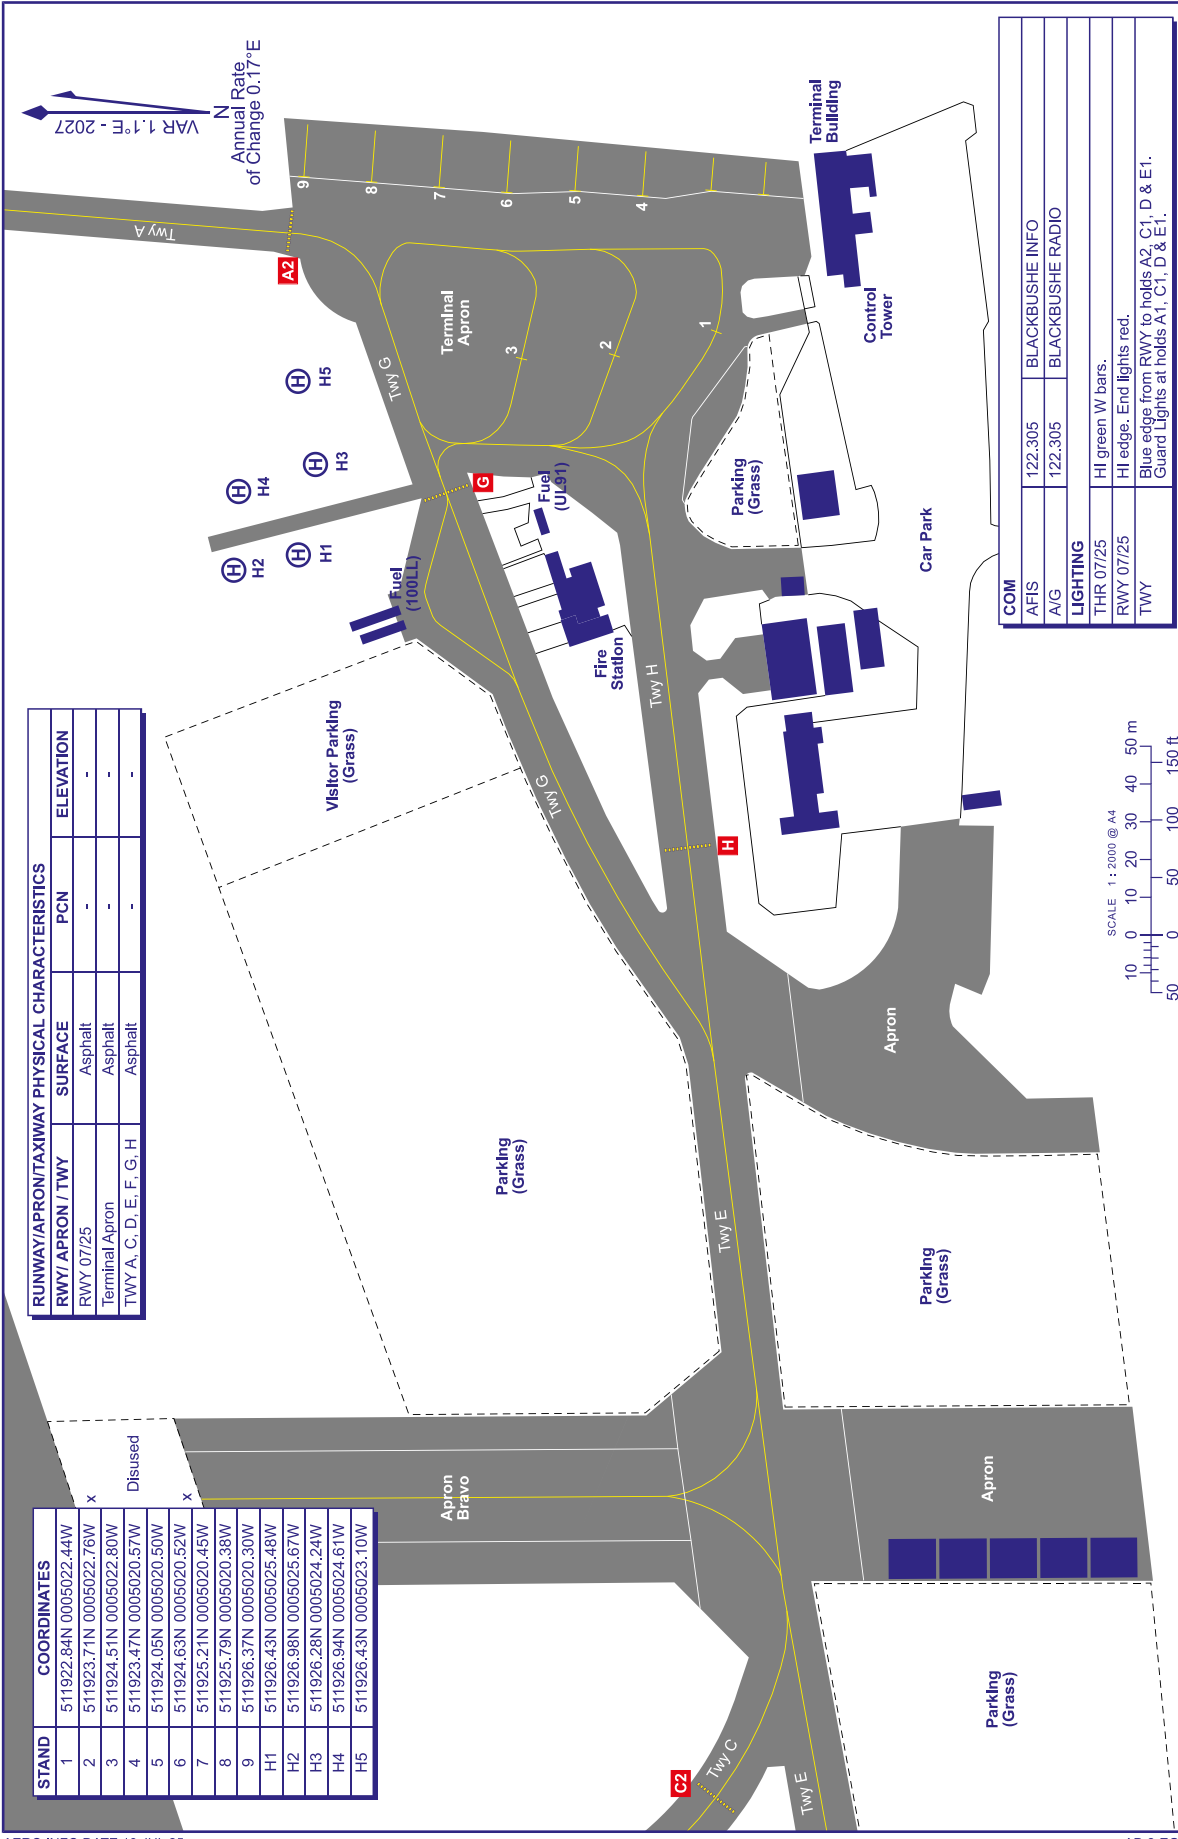 VAR 1.1°E - 2027
N
Annual Rate
of Change 0.17°E
RUNWAY/APRON/TAXIWAY PHYSICAL CHARACTERISTICS
RWY/ APRON / TWY SURFACE PCN ELEVATION
RWY 07/25 Asphalt - -
Terminal Apron Asphalt - -
TWY A, C, D, E, F, G, H Asphalt - -
STAND COORDINATES
1 511922.84N 0005022.44W
2 511923.71N 0005022.76W
3 511924.51N 0005022.80W
4 511923.47N 0005020.57W
5 511924.05N 0005020.50W
6 511924.63N 0005020.52W
7 511925.21N 0005020.45W
8 511925.79N 0005020.38W
9 511926.37N 0005020.30W
H1 511926.43N 0005025.48W
H2 511926.98N 0005025.67W
H3 511926.28N 0005024.24W
H4 511926.94N 0005024.61W
H5 511926.43N 0005023.10W
x
Disused
x
Apron
Bravo
C2
Twy C
Twy E
Parking
(Grass)
Apron
Parking
(Grass)
Twy E
Parking
(Grass)
Apron
Visitor Parking
(Grass)
Twy G
H
Twy H
Fire
Station
Fuel
(100LL)
Fuel
(UL91)
G
H
H2
H
H1
H
H4
H
H3
H
H5
Twy G
A2
Twy A
Terminal
Apron
3
2
1
9
8
7
6
5
4
Parking
(Grass)
Car Park
Control
Tower
Terminal
Building
COM
AFIS 122.305 BLACKBUSHE INFO
A/G 122.305 BLACKBUSHE RADIO
LIGHTING
THR 07/25 HI green W bars.
RWY 07/25 HI edge. End lights red.
TWY Blue edge from RWY to holds A2, C1, D & E1.
Guard Lights at holds A1, C1, D & E1.
SCALE 1 : 2000 @ A4
10 0 10 20 30 40 50 m
50 0 50 100 150 ft